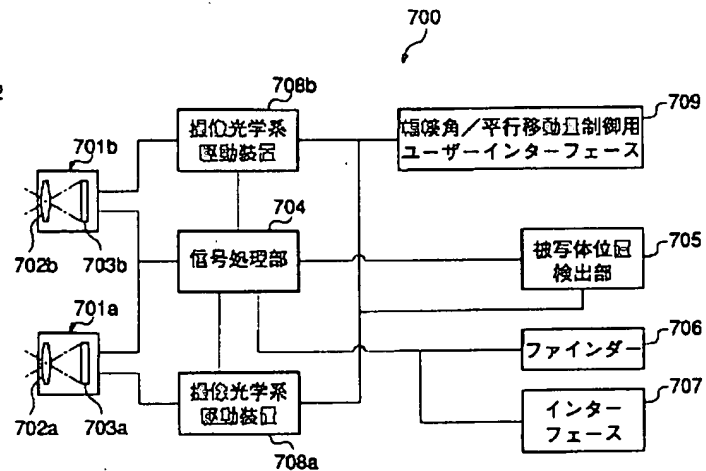 700
2
708b
撮像光学系
駆動装置
709
輻輳角／平行移動量制御用
ユーザーインターフェース
701b
702b
703b
704
信号処理部
705
被写体位置
検出部
701a
702a
703a
706
ファインダー
撮像光学系
駆動装置
708a
707
インター
フェース